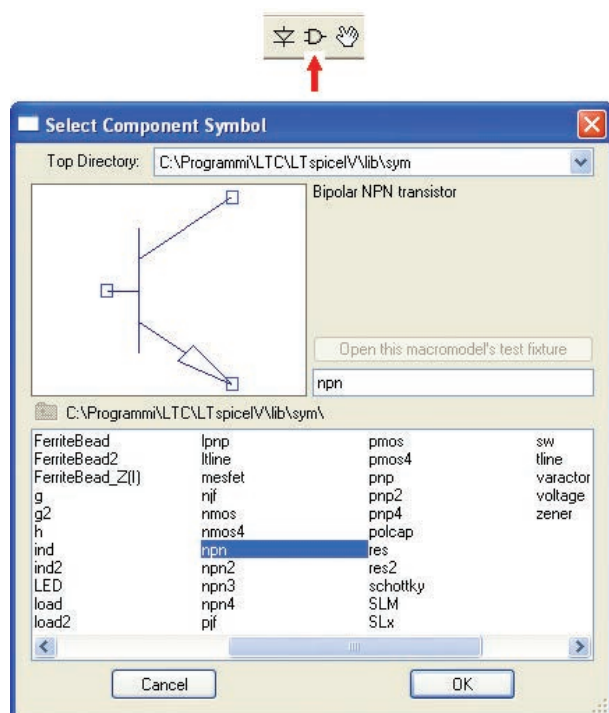 Select Component Symbol
Top Directory: C:\Programmi\LTC\LTspiceIV\lib\sym
Bipolar NPN transistor
Open this macromodel's test fixture
npn
C:\Programmi\LTC\LTspiceIV\lib\sym\
FerriteBead lpnp pmos sw
FerriteBead2 ltline pmos4 tline
FerriteBead_Z(I) mesfet pnp varactor
g njf pnp2 voltage
g2 nmos pnp4 zener
h nmos4 polcap
ind npn res
ind2 npn2 res2
LED npn3 schottky
load npn4 SLM
load2 pjf SLx
Cancel OK